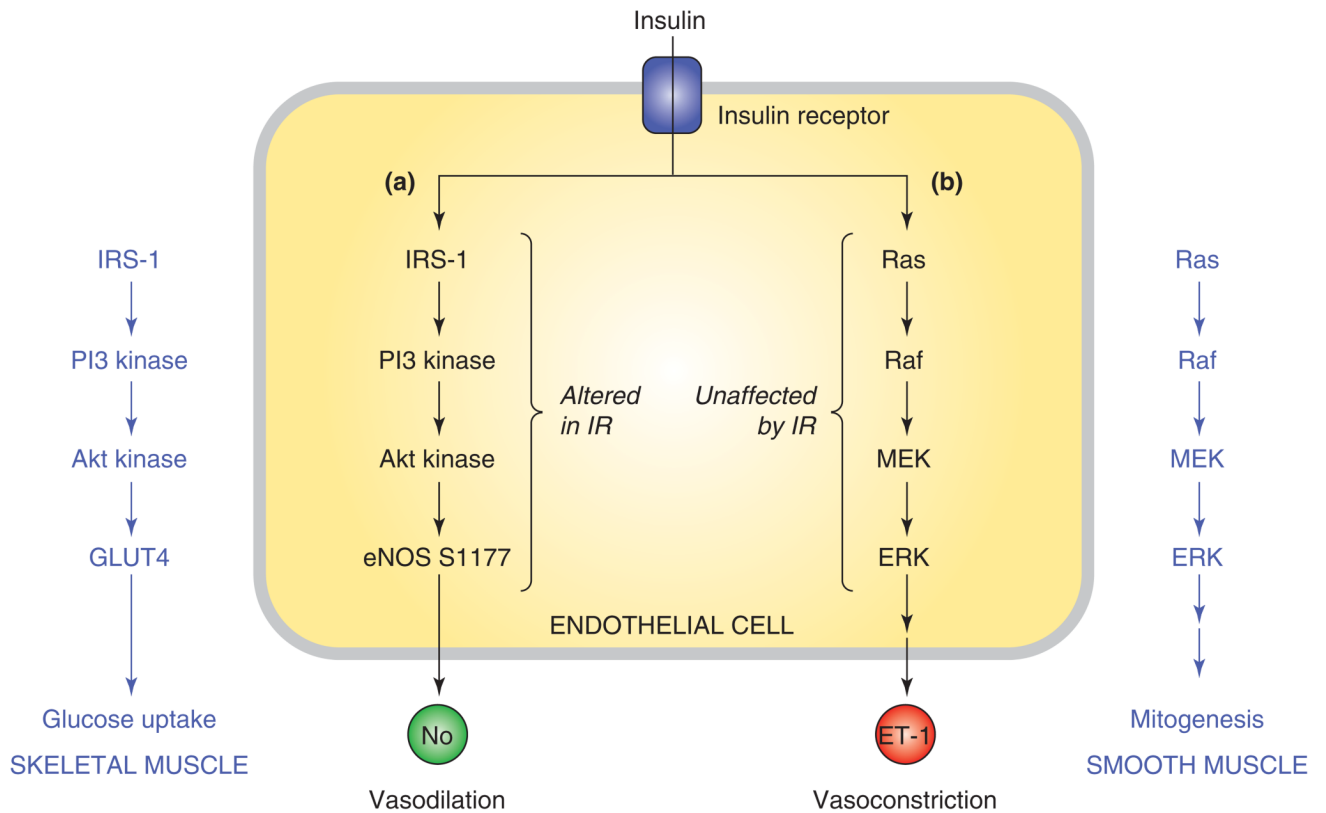 Insulin
Insulin receptor
(a)
(b)
IRS-1
PI3 kinase
Akt kinase
GLUT4
Glucose uptake
SKELETAL MUSCLE
IRS-1
PI3 kinase
Akt kinase
eNOS S1177
No
Vasodilation
Altered
in IR
Unaffected
by IR
Ras
Raf
MEK
ERK
ET-1
Vasoconstriction
ENDOTHELIAL CELL
Ras
Raf
MEK
ERK
Mitogenesis
SMOOTH MUSCLE